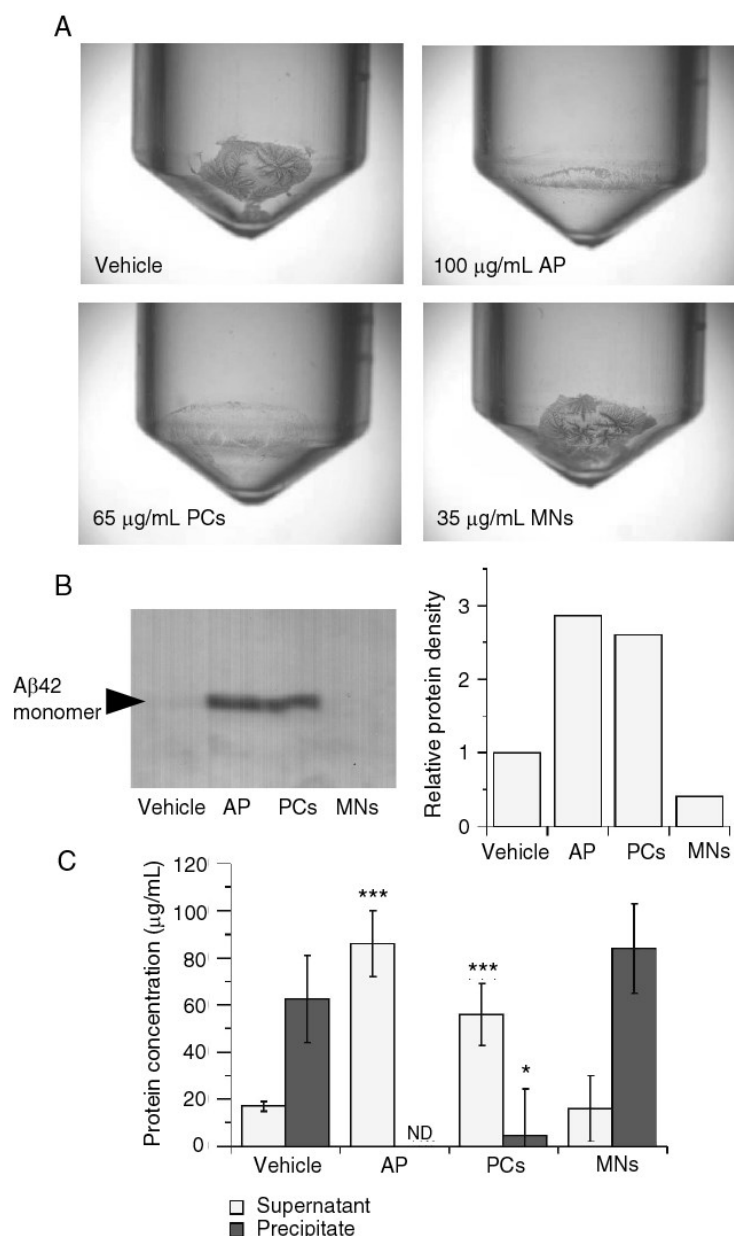 A
Vehicle
100 μg/mL AP
65 μg/mL PCs
35 μg/mL MNs
B
Aβ42
monomer
Vehicle AP PCs MNs
Relative protein density
3
2
1
0
Vehicle AP PCs MNs
C
Protein concentration (μg/mL)
120
100
80
60
40
20
0
***
ND
***
*
Vehicle AP PCs MNs
Supernatant
Precipitate